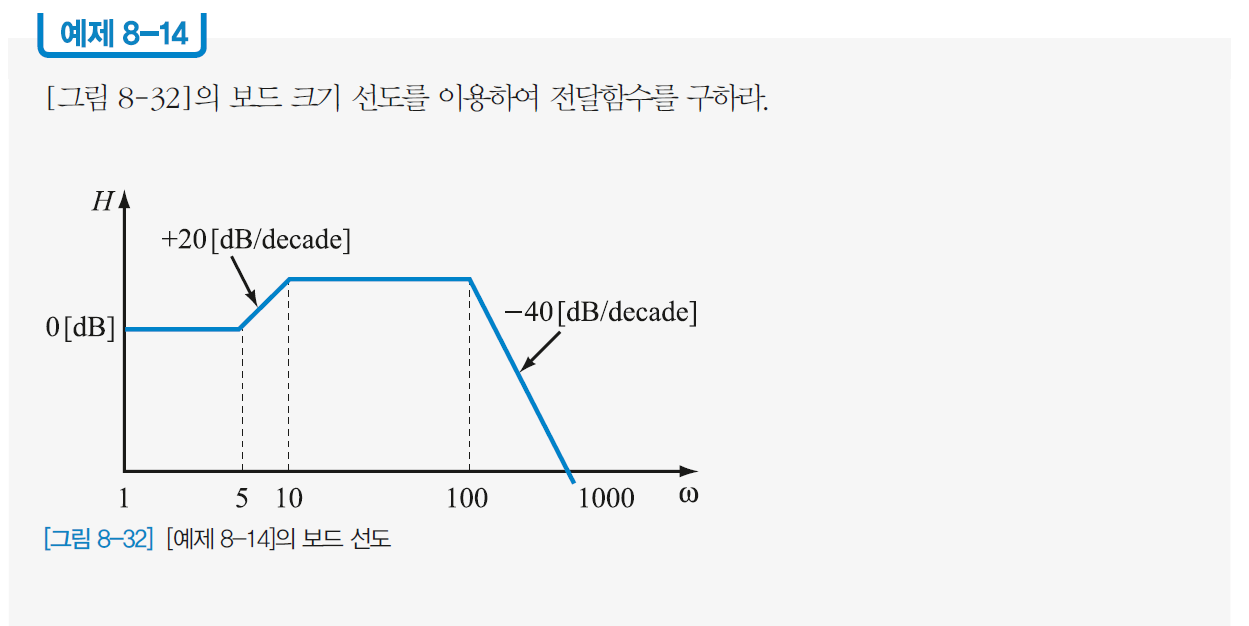 예제 8–14
[그림 8-32]의 보드 크기 선도를 이용하여 전달함수를 구하라.
H
+20[dB/decade]
0[dB]
−40[dB/decade]
1 5 10 100 1000 ω
[그림 8–32] [예제 8–14]의 보드 선도